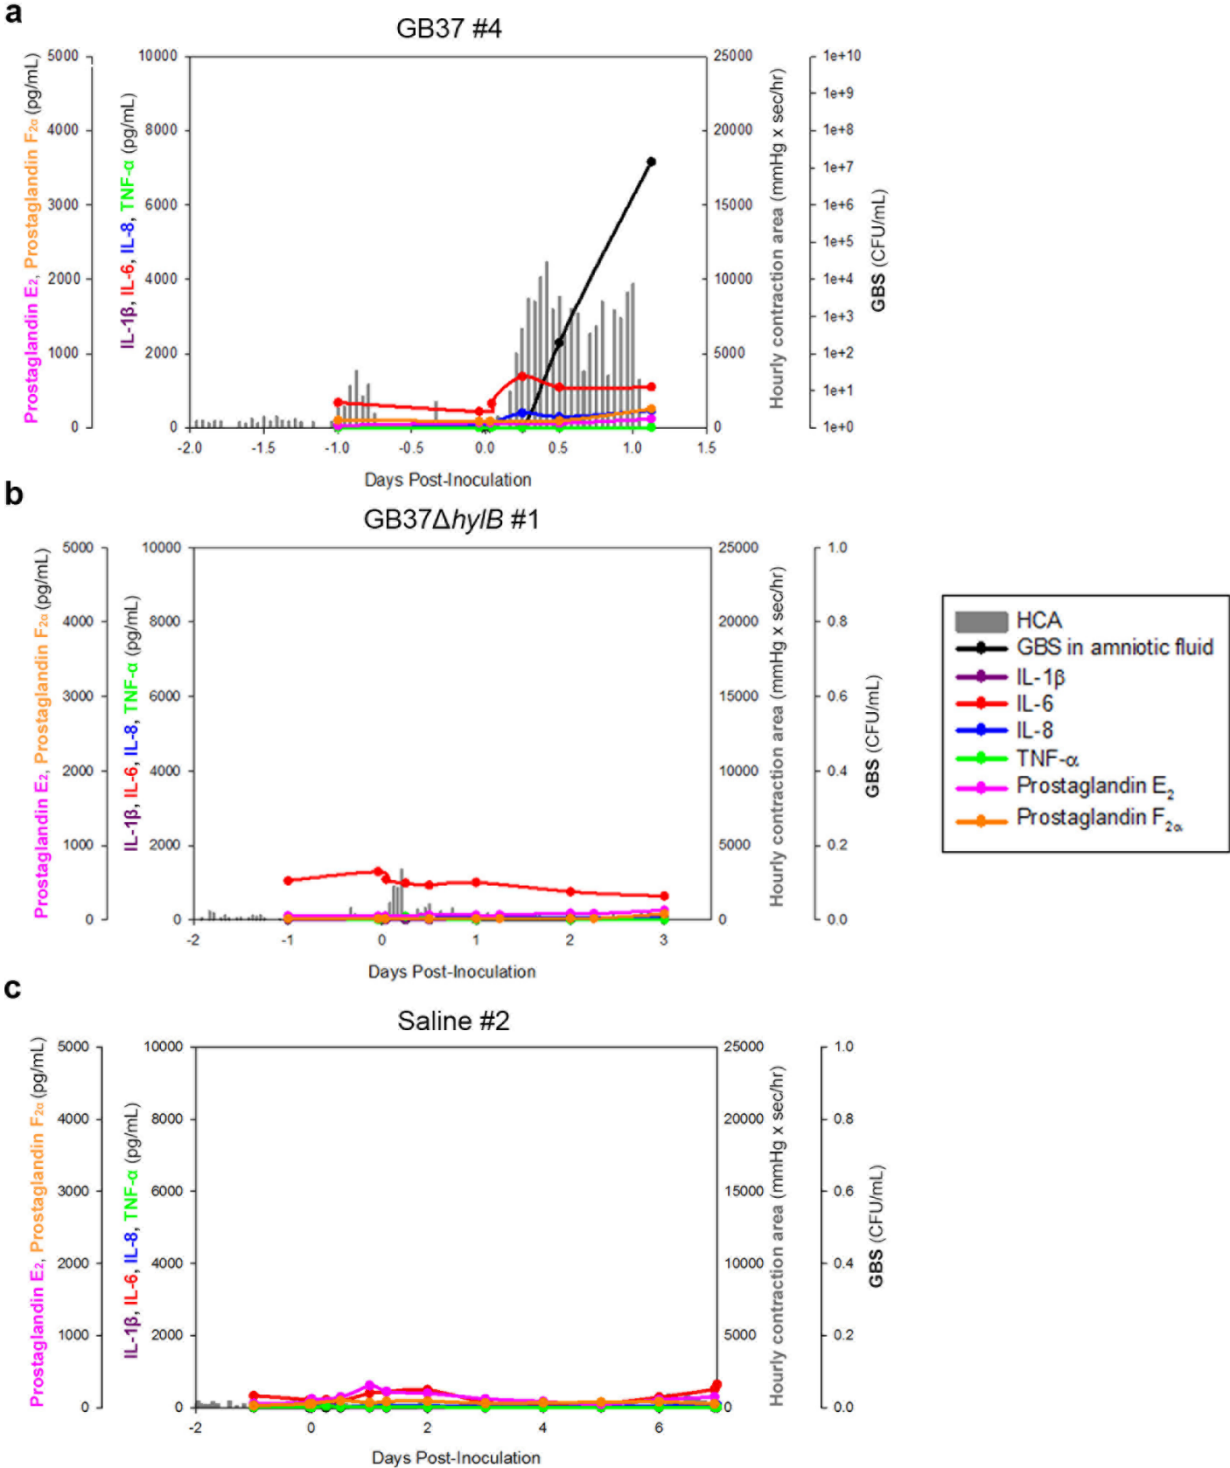 a
GB37 #4
Prostaglandin E₂, Prostaglandin F₂α (pg/mL)
5000
4000
3000
2000
1000
0
IL-1β, IL-6, IL-8, TNF-α (pg/mL)
10000
8000
6000
4000
2000
0
25000
20000
15000
10000
5000
0
Hourly contraction area (mmHg x sec/hr)
1e+10
1e+9
1e+8
1e+7
1e+6
1e+5
1e+4
1e+3
1e+2
1e+1
1e+0
GBS (CFU/mL)
-2.0 -1.5 -1.0 -0.5 0.0 0.5 1.0 1.5
Days Post-Inoculation
b
GB37ΔhylB #1
Prostaglandin E₂, Prostaglandin F₂α (pg/mL)
5000
4000
3000
2000
1000
0
IL-1β, IL-6, IL-8, TNF-α (pg/mL)
10000
8000
6000
4000
2000
0
25000
20000
15000
10000
5000
0
Hourly contraction area (mmHg x sec/hr)
1.0
0.8
0.6
0.4
0.2
0.0
GBS (CFU/mL)
-2 -1 0 1 2 3
Days Post-Inoculation
HCA
GBS in amniotic fluid
IL-1β
IL-6
IL-8
TNF-α
Prostaglandin E₂
Prostaglandin F₂α
c
Saline #2
Prostaglandin E₂, Prostaglandin F₂α (pg/mL)
5000
4000
3000
2000
1000
0
IL-1β, IL-6, IL-8, TNF-α (pg/mL)
10000
8000
6000
4000
2000
0
25000
20000
15000
10000
5000
0
Hourly contraction area (mmHg x sec/hr)
1.0
0.8
0.6
0.4
0.2
0.0
GBS (CFU/mL)
-2 0 2 4 6
Days Post-Inoculation